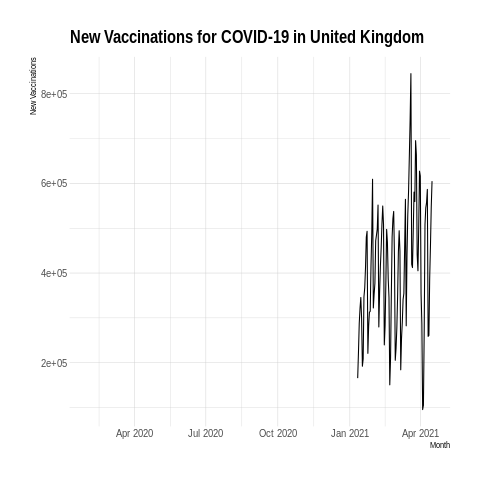 New Vaccinations for COVID-19 in United Kingdom
New Vaccinations
8e+05
6e+05
4e+05
2e+05
Apr 2020 Jul 2020 Oct 2020 Jan 2021 Apr 2021
Month